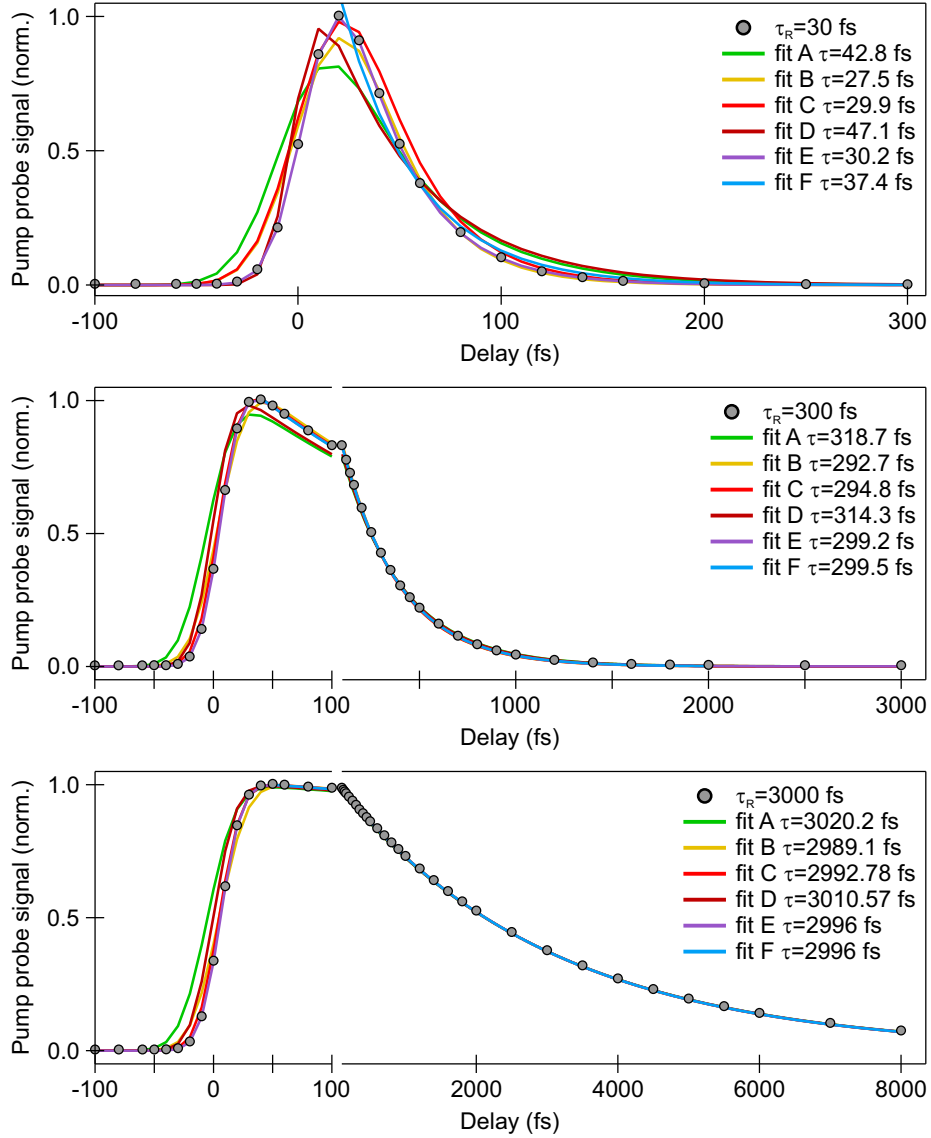 Pump probe signal (norm.)
1.0
0.5
0.0
τR=30 fs
fit A τ=42.8 fs
fit B τ=27.5 fs
fit C τ=29.9 fs
fit D τ=47.1 fs
fit E τ=30.2 fs
fit F τ=37.4 fs
-100 0 100 200 300
Delay (fs)
Pump probe signal (norm.)
1.0
0.5
0.0
τR=300 fs
fit A τ=318.7 fs
fit B τ=292.7 fs
fit C τ=294.8 fs
fit D τ=314.3 fs
fit E τ=299.2 fs
fit F τ=299.5 fs
-100 0 100 1000 2000 3000
Delay (fs)
Pump probe signal (norm.)
1.0
0.5
0.0
τR=3000 fs
fit A τ=3020.2 fs
fit B τ=2989.1 fs
fit C τ=2992.78 fs
fit D τ=3010.57 fs
fit E τ=2996 fs
fit F τ=2996 fs
-100 0 100 2000 4000 6000 8000
Delay (fs)